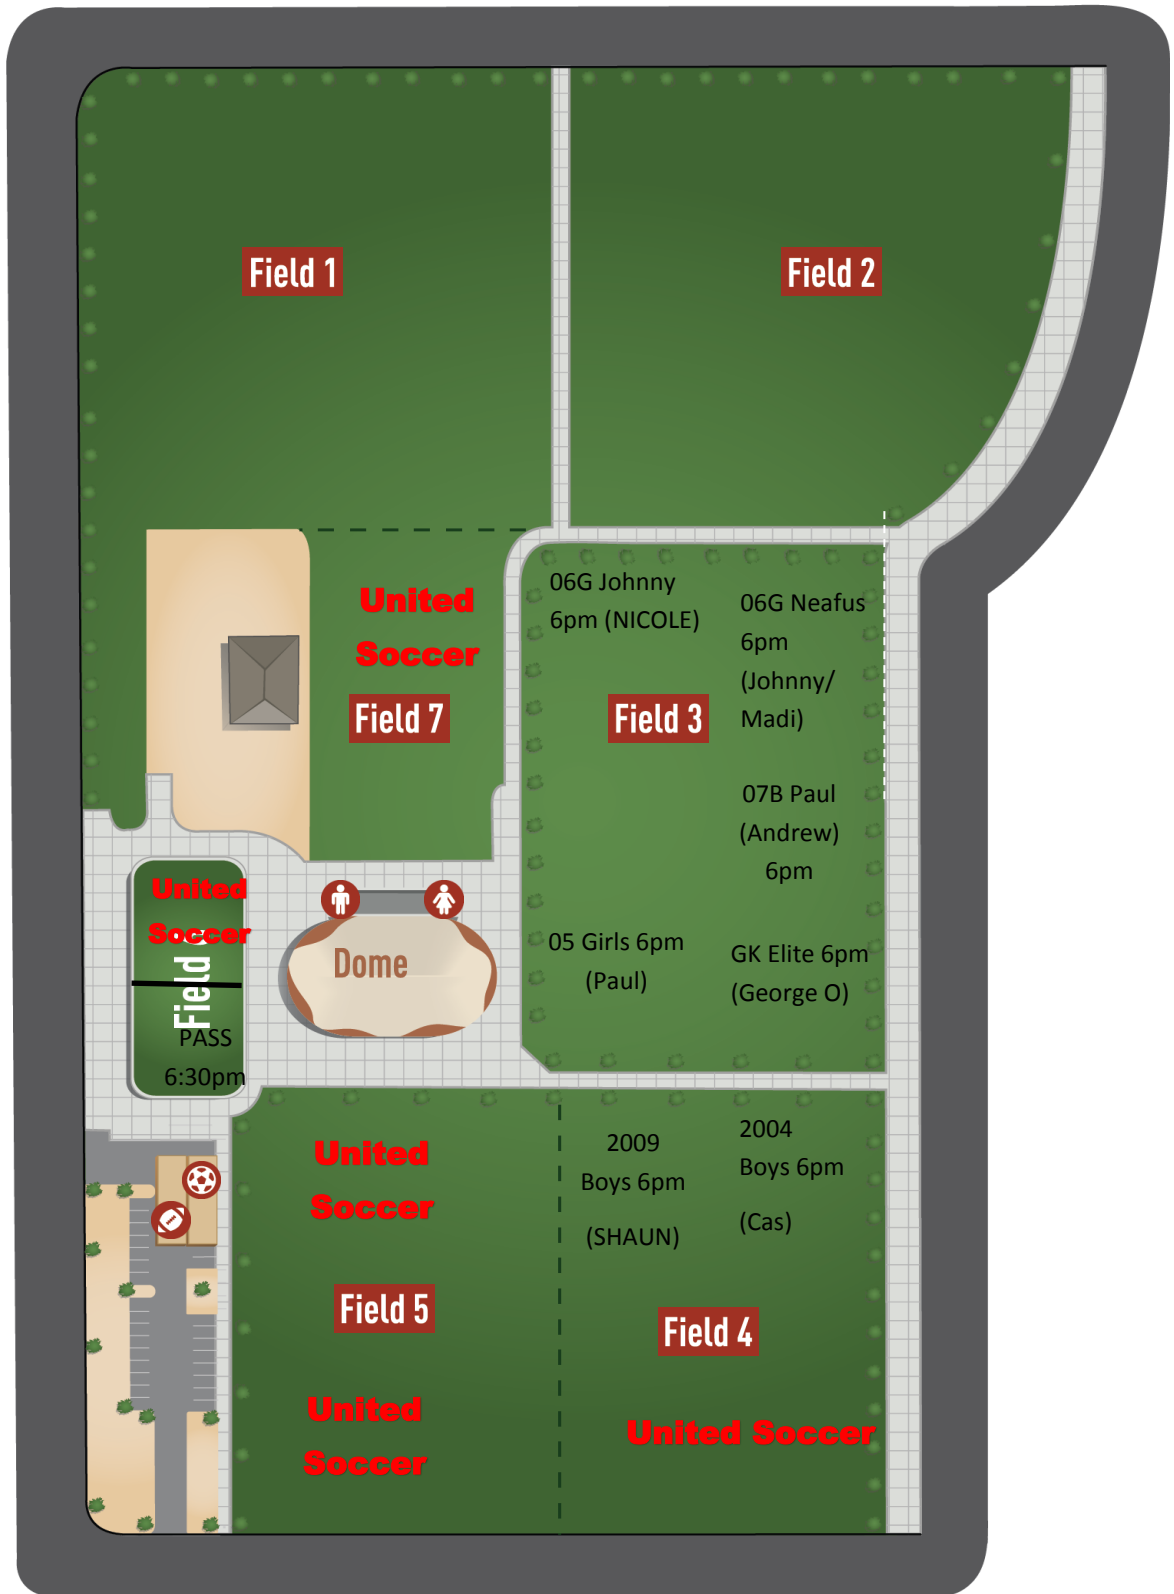 Field 1
Field 2
06G Johnny
6pm (NICOLE)
06G Neafus
6pm
(Johnny/
Madi)
United
Soccer
Field 7
Field 3
07B Paul
(Andrew)
6pm
United
Soccer
Field
PASS
6:30pm
Dome
05 Girls 6pm
(Paul)
GK Elite 6pm
(George O)
United
Soccer
2009
Boys 6pm
(SHAUN)
2004
Boys 6pm
(Cas)
Field 5
Field 4
United
Soccer
United Soccer